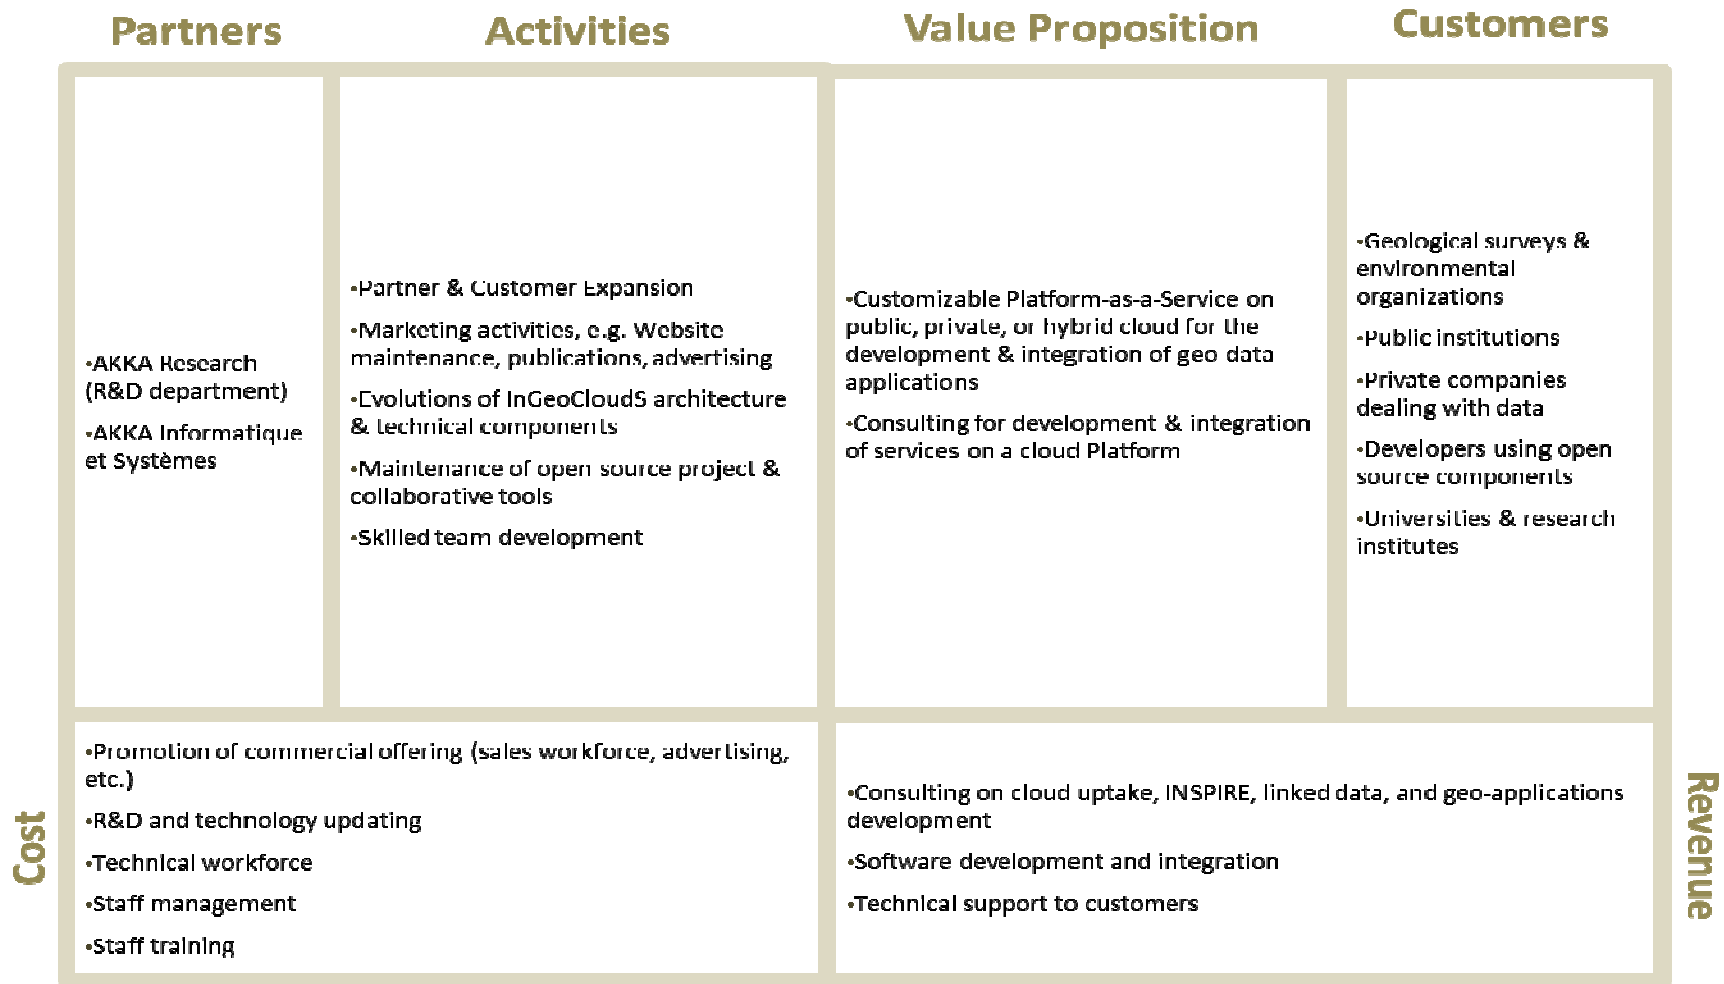 Partners
Activities
Value Proposition
Customers
•AKKA Research
(R&D department)
•AKKA Informatique
et Systèmes
•Partner & Customer Expansion
•Marketing activities, e.g. Website
maintenance, publications, advertising
•Evolutions of InGeoCloudS architecture
& technical components
•Maintenance of open source project &
collaborative tools
•Skilled team development
•Customizable Platform-as-a-Service on
public, private, or hybrid cloud for the
development & integration of geo data
applications
•Consulting for development & integration
of services on a cloud Platform
•Geological surveys &
environmental
organizations
•Public institutions
•Private companies
dealing with data
•Developers using open
source components
•Universities & research
institutes
Cost
•Promotion of commercial offering (sales workforce, advertising,
etc.)
•R&D and technology updating
•Technical workforce
•Staff management
•Staff training
•Consulting on cloud uptake, INSPIRE, linked data, and geo-applications
development
•Software development and integration
•Technical support to customers
Revenue